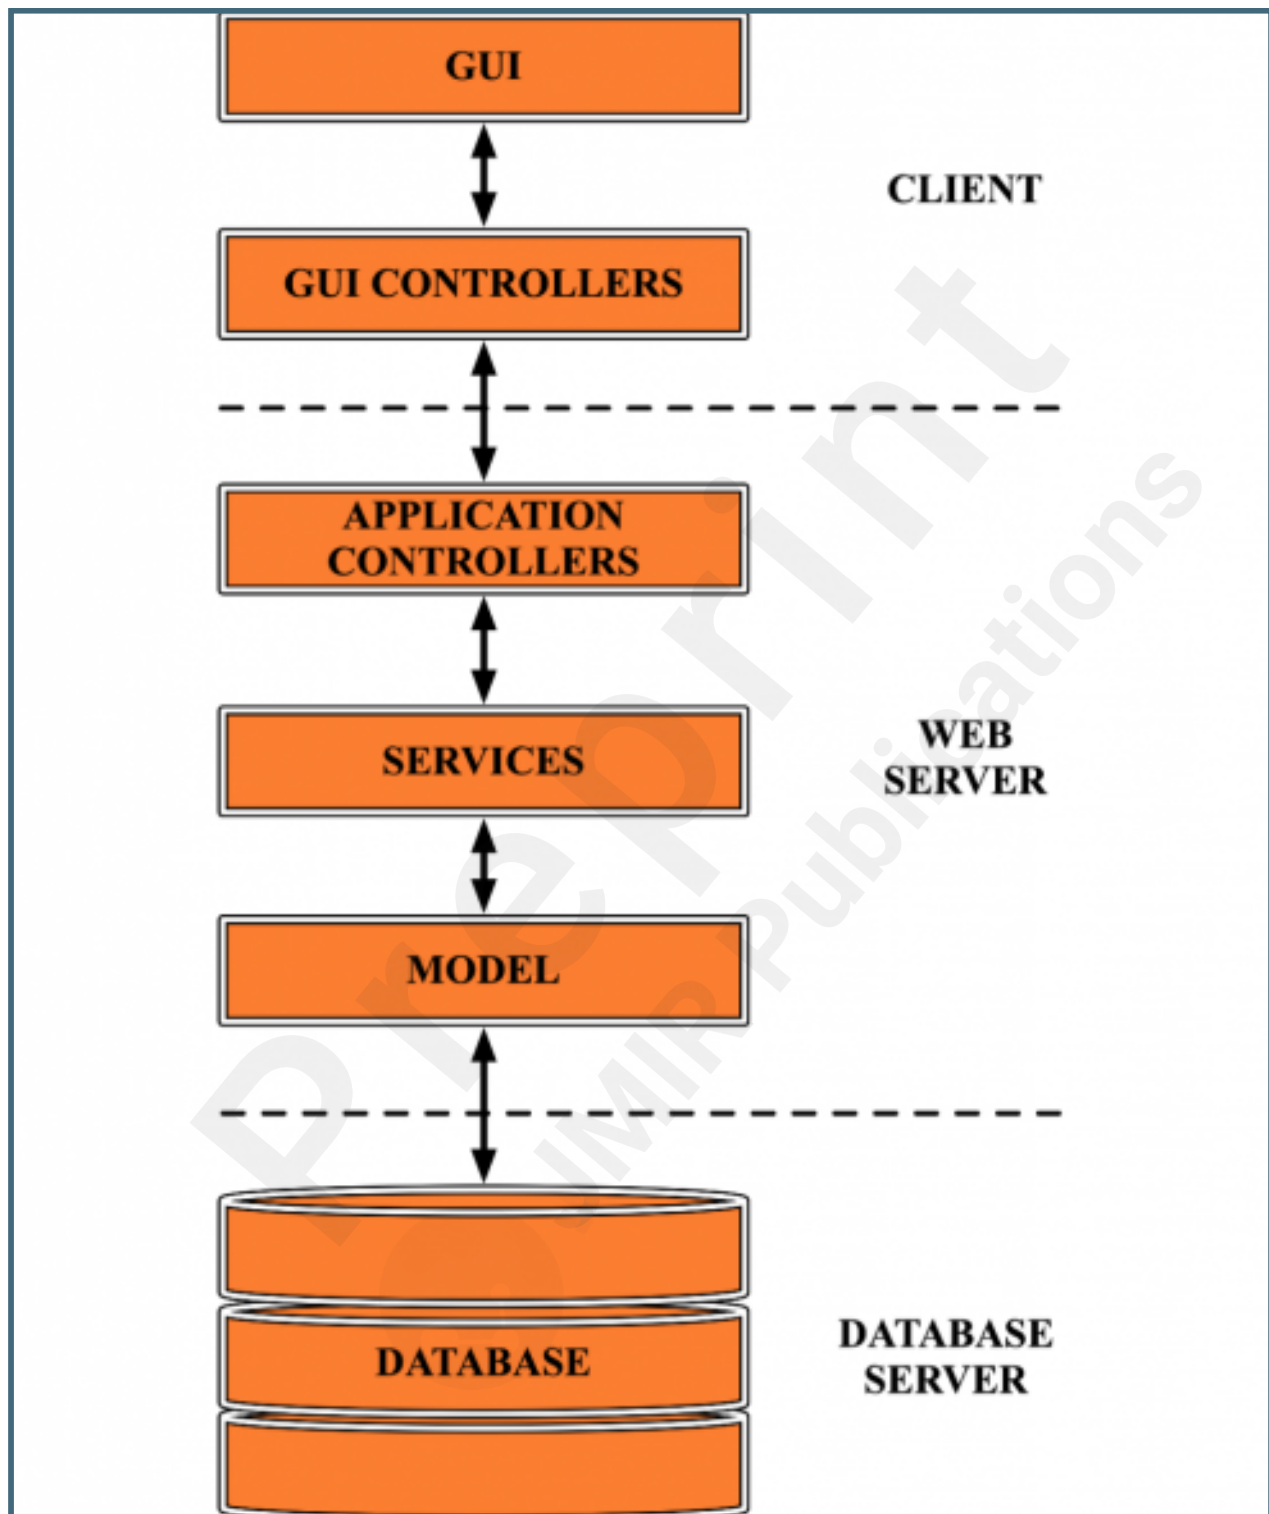 GUI
CLIENT
GUI CONTROLLERS
APPLICATION
CONTROLLERS
SERVICES
WEB
SERVER
MODEL
DATABASE
DATABASE
SERVER
Preprint
JMIR Publications